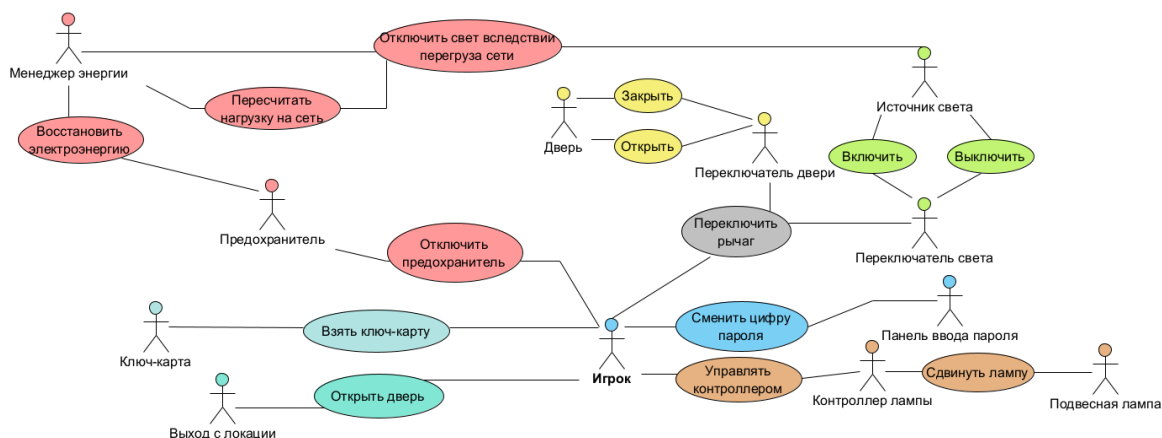 Отключить свет вследствии
перегруза сети
Менеджер энергии
Пересчитать
нагрузку на сеть
Восстановить
электроэнергию
Закрыть
Дверь
Открыть
Переключатель двери
Источник света
Включить
Выключить
Предохранитель
Отключить
предохранитель
Переключить
рычаг
Переключатель света
Ключ-карта
Взять ключ-карту
Игрок
Сменить цифру
пароля
Панель ввода пароля
Управлять
контроллером
Контроллер лампы
Сдвинуть лампу
Подвесная лампа
Открыть дверь
Выход с локации